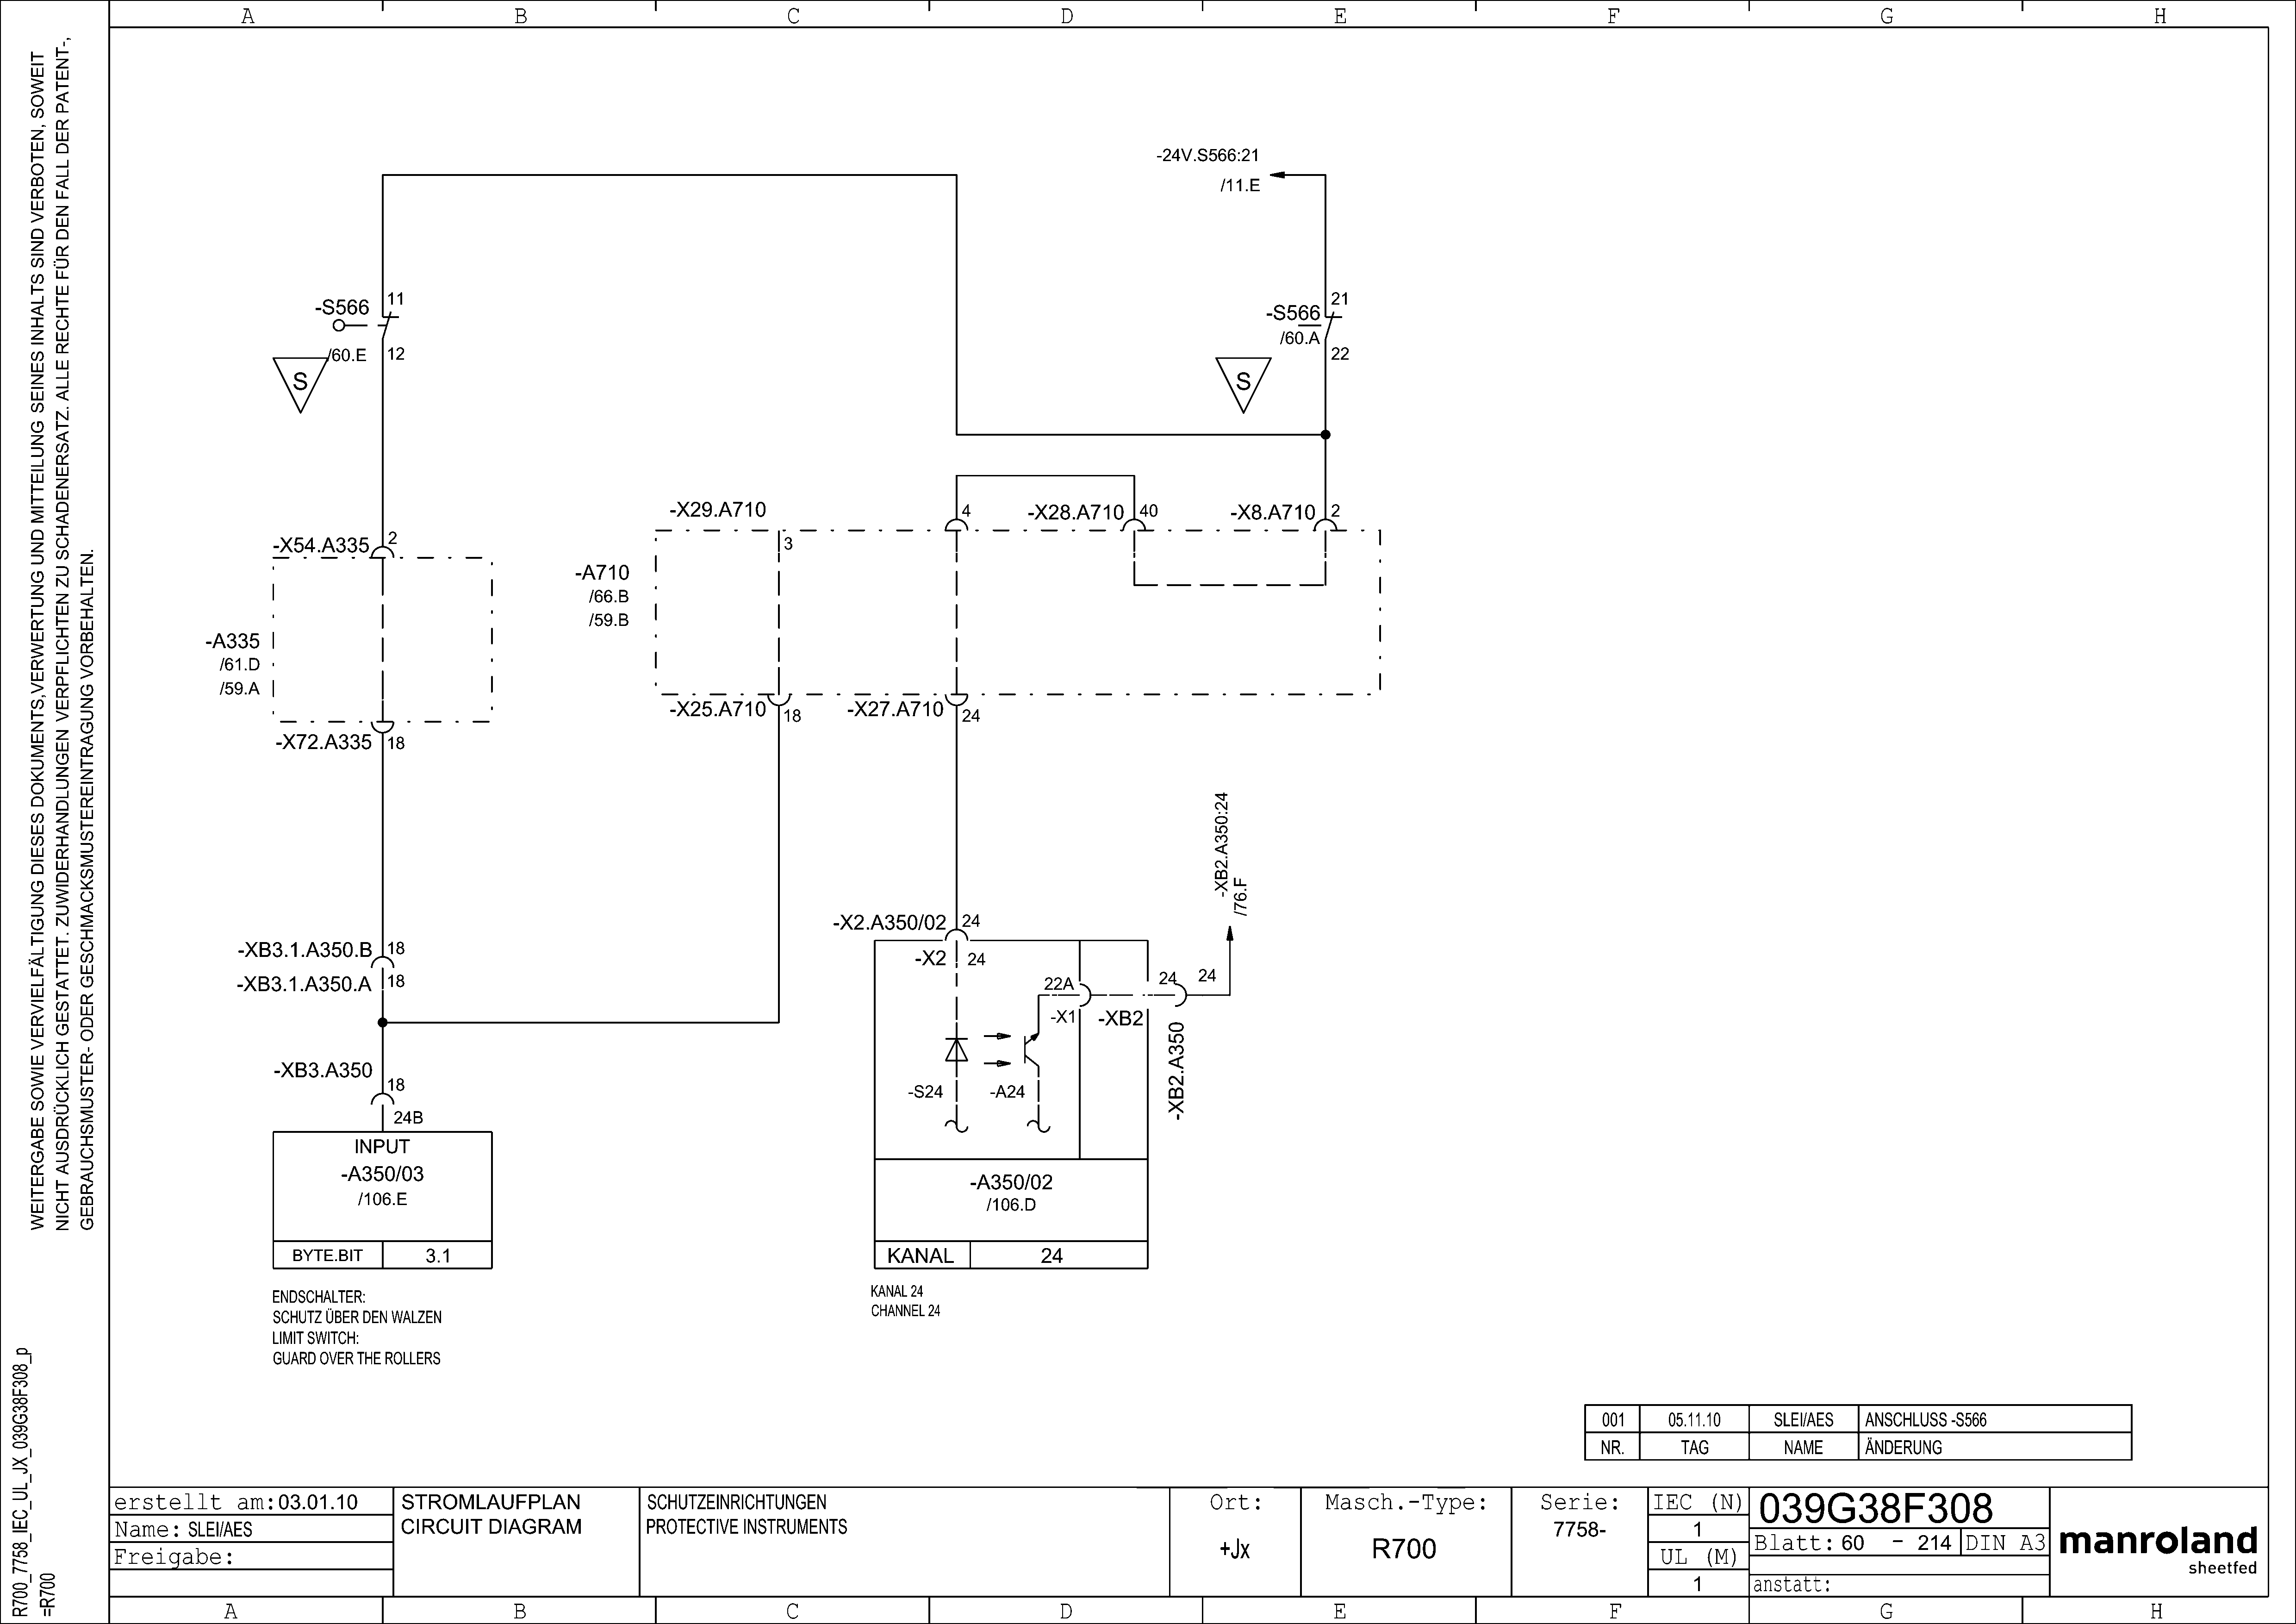 A B C D E F G H
WEITERGABE SOWIE VERVIELFÄLTIGUNG DIESES DOKUMENTS,VERWERTUNG UND MITTEILUNG SEINES INHALTS SIND VERBOTEN, SOWEIT
NICHT AUSDRÜCKLICH GESTATTET. ZUWIDERHANDLUNGEN VERPFLICHTEN ZU SCHADENERSATZ. ALLE RECHTE FÜR DEN FALL DER PATENT-,
GEBRAUCHSMUSTER- ODER GESCHMACKSMUSTEREINTRAGUNG VORBEHALTEN.
R700_7758_IEC_UL_JX_039G38F308_p
=R700
-24V.S566:21
/11.E
-S566
11
/60.E
12
S
-S566
21
/60.A
22
S
-X29.A710
4
-X28.A710
40
-X8.A710
2
-X54.A335
2
3
-A710
/66.B
/59.B
-A335
/61.D
/59.A
-X25.A710
18
-X27.A710
24
-X72.A335
18
-XB2.A350:24
/76.F
-X2.A350/02
24
-X2
24
-XB3.1.A350.B
18
-XB3.1.A350.A
18
22A
24
24
-X1
-XB2
-XB2.A350
-XB3.A350
18
24B
-S24
-A24
INPUT
-A350/03
/106.E
BYTE.BIT 3.1
-A350/02
/106.D
KANAL 24
ENDSCHALTER:
SCHUTZ ÜBER DEN WALZEN
LIMIT SWITCH:
GUARD OVER THE ROLLERS
KANAL 24
CHANNEL 24
001 05.11.10 SLEI/AES ANSCHLUSS -S566
NR. TAG NAME ÄNDERUNG
erstellt am: 03.01.10
Name: SLEI/AES
Freigabe:
STROMLAUFPLAN
CIRCUIT DIAGRAM
SCHUTZEINRICHTUNGEN
PROTECTIVE INSTRUMENTS
Ort:
+Jx
Masch.-Type:
R700
Serie:
7758-
IEC (N)
1
UL (M)
1
039G38F308
Blatt: 60 - 214 DIN A3
anstatt:
manroland
sheetfed
A B C D E F G H